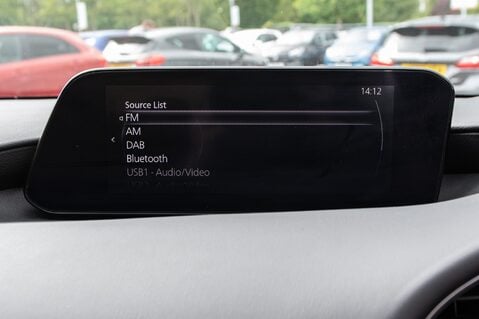 14:12
Source List
FM
AM
DAB
Bluetooth
USB1 - Audio/Video